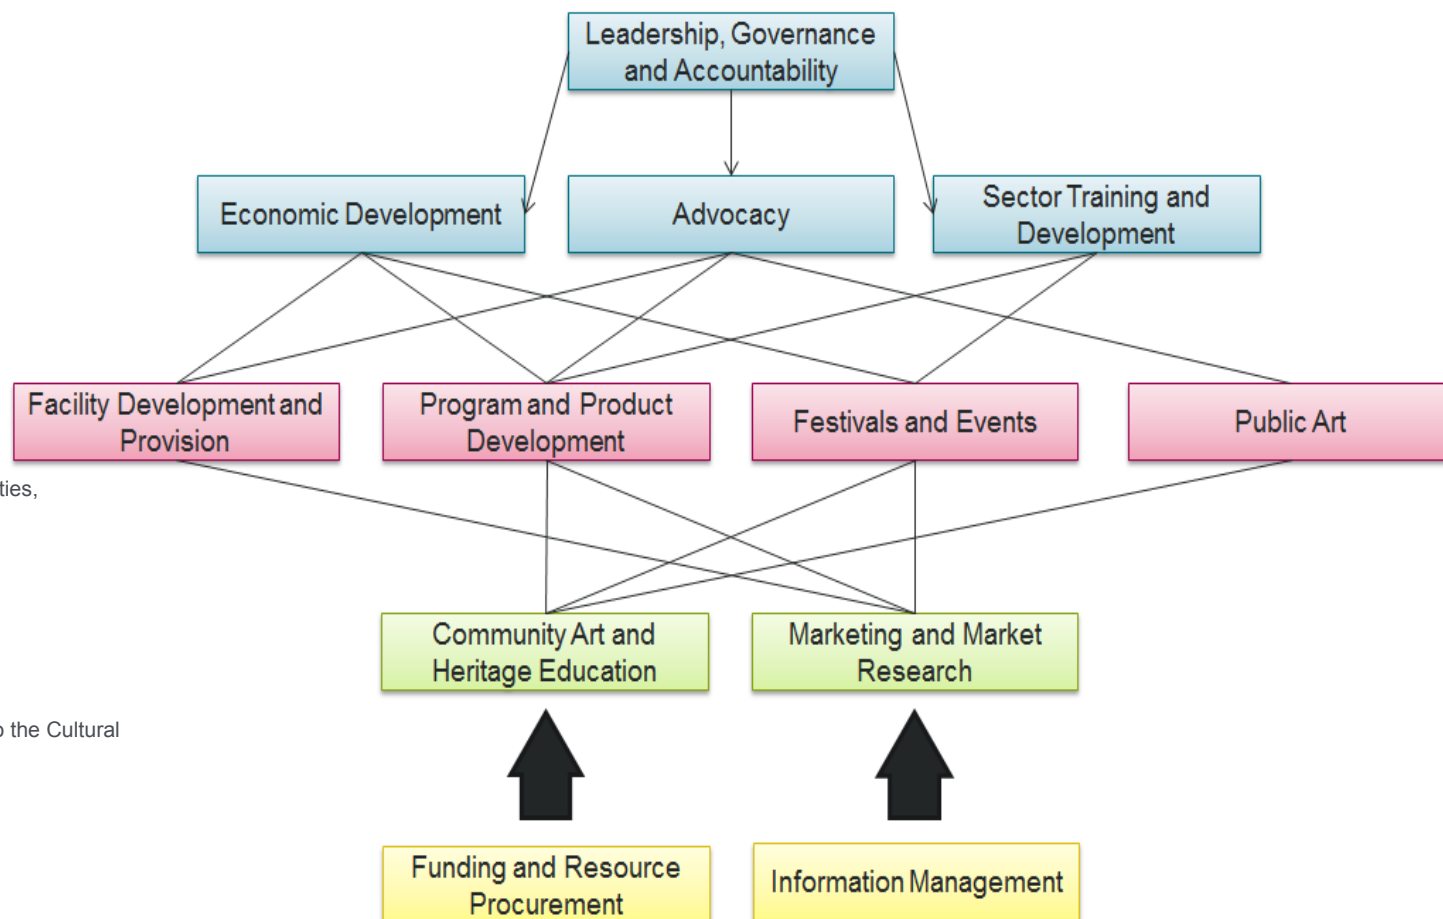 Leadership, Governance
and Accountability
Economic Development
Advocacy
Sector Training and
Development
Facility Development and
Provision
Program and Product
Development
Festivals and Events
Public Art
ties,
Community Art and
Heritage Education
Marketing and Market
Research
the Cultural
Funding and Resource
Procurement
Information Management